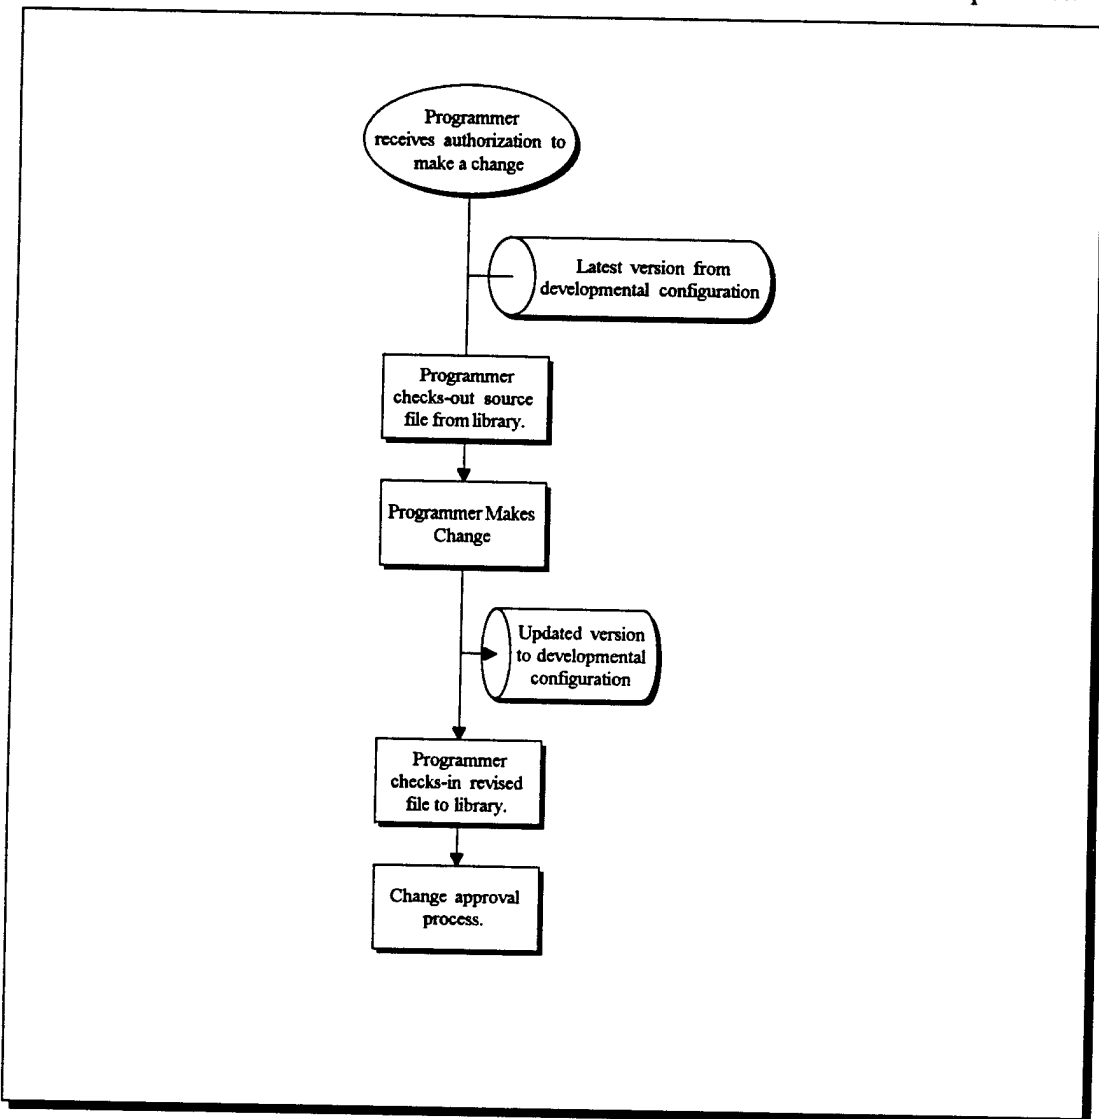 Programmer
receives authorization to
make a change
Latest version from
developmental configuration
Programmer
checks-out source
file from library.
Programmer Makes
Change
Updated version
to developmental
configuration
Programmer
checks-in revised
file to library.
Change approval
process.